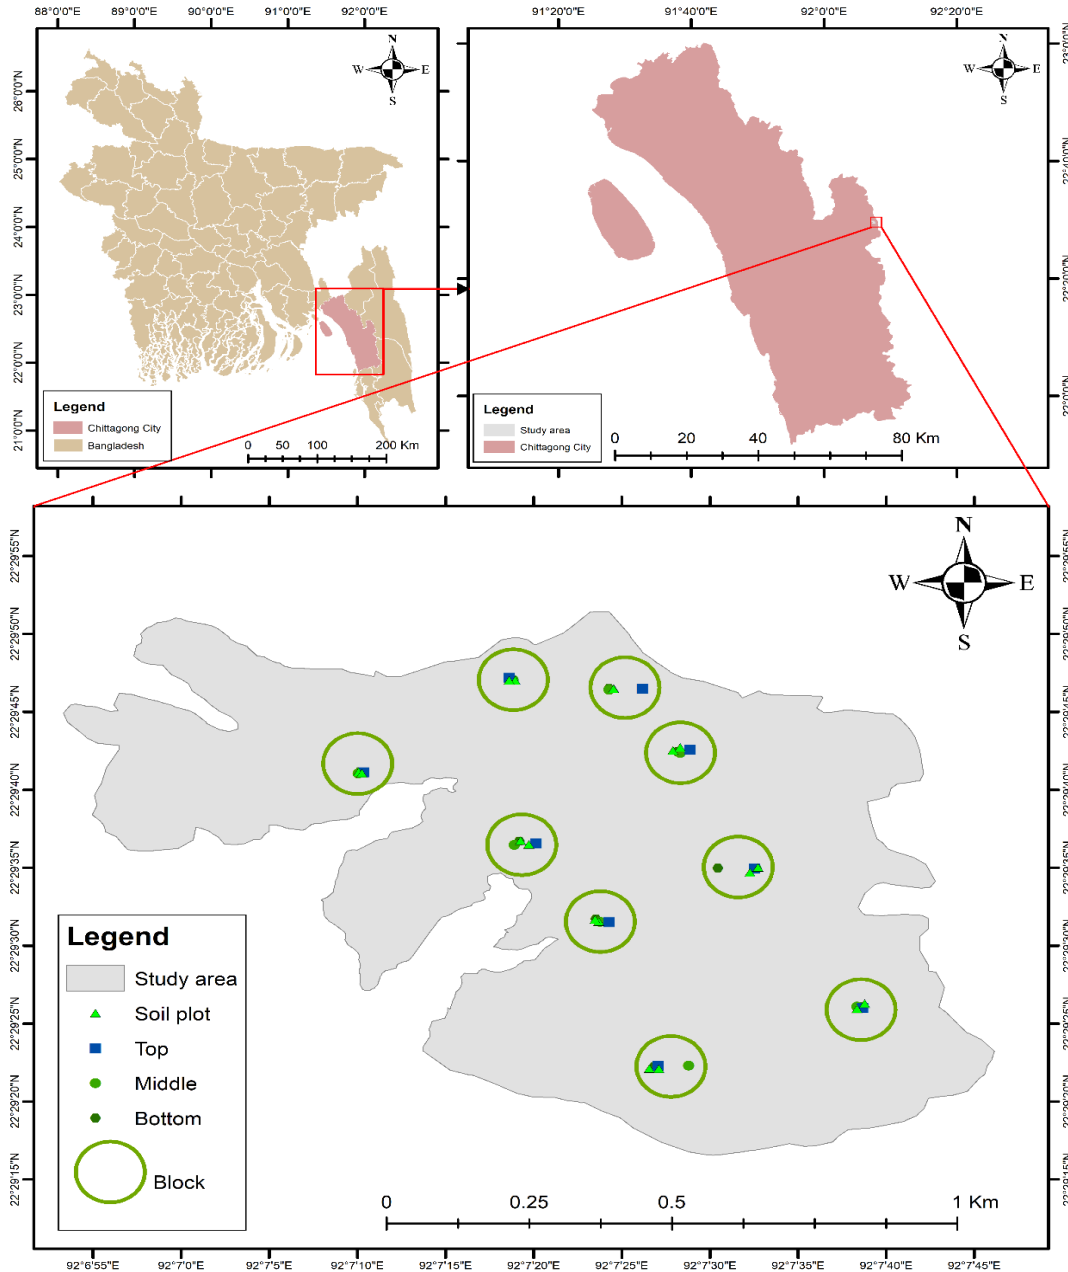 88°0'0"E 89°0'0"E 90°0'0"E 91°0'0"E 92°0'0"E
26°0'0"N
25°0'0"N
24°0'0"N
23°0'0"N
22°0'0"N
21°0'0"N
N
W E
S
Legend
Chittagong City
Bangladesh
0 50 100 200 Km
91°20'0"E 91°40'0"E 92°0'0"E 92°20'0"E
N
W E
S
Legend
Study area
Chittagong City
0 20 40 60 80 Km
N
W E
S
22°29'55"N
22°29'50"N
22°29'45"N
22°29'40"N
22°29'35"N
22°29'30"N
22°29'25"N
22°29'20"N
22°29'15"N
Legend
Study area
Soil plot
Top
Middle
Bottom
Block
0 0.25 0.5 1 Km
92°6'55"E 92°7'0"E 92°7'5"E 92°7'10"E 92°7'15"E 92°7'20"E 92°7'25"E 92°7'30"E 92°7'35"E 92°7'40"E 92°7'45"E